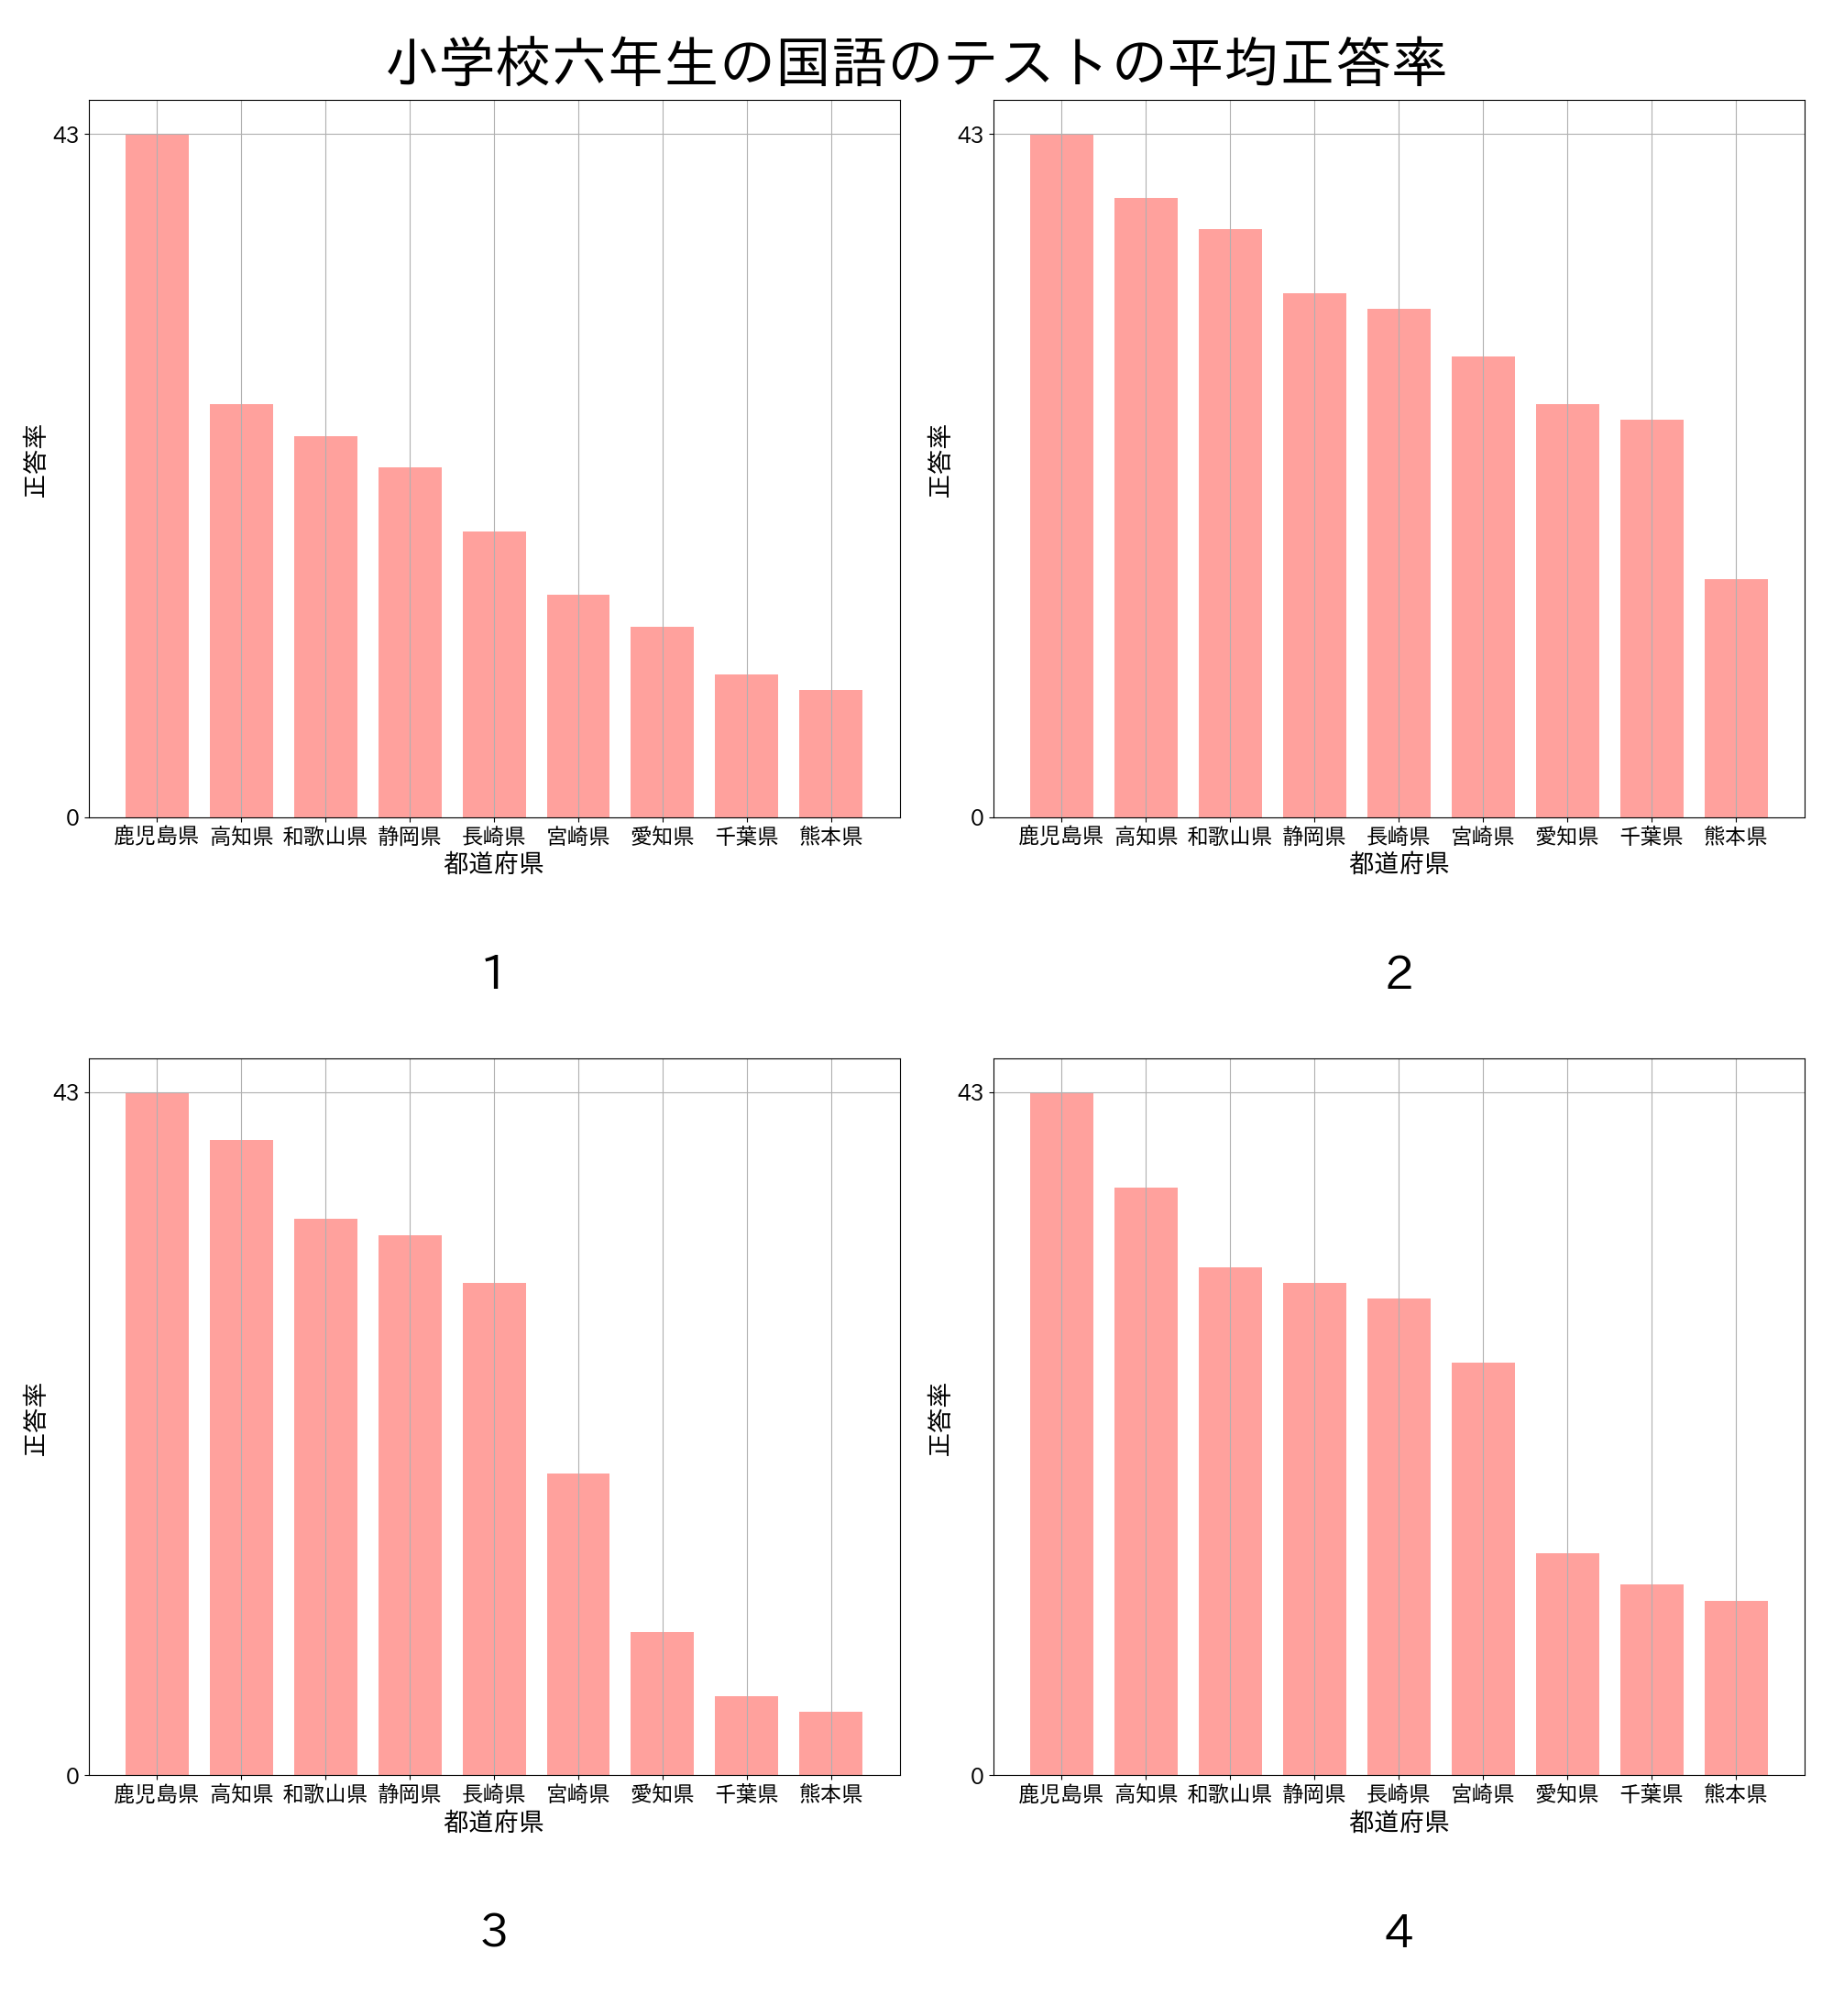 小学校六年生の国語のテストの平均正答率
43
0
正答率
鹿児島県 高知県 和歌山県 静岡県 長崎県 宮崎県 愛知県 千葉県 熊本県
都道府県
1
43
0
正答率
鹿児島県 高知県 和歌山県 静岡県 長崎県 宮崎県 愛知県 千葉県 熊本県
都道府県
2
43
0
正答率
鹿児島県 高知県 和歌山県 静岡県 長崎県 宮崎県 愛知県 千葉県 熊本県
都道府県
3
43
0
正答率
鹿児島県 高知県 和歌山県 静岡県 長崎県 宮崎県 愛知県 千葉県 熊本県
都道府県
4